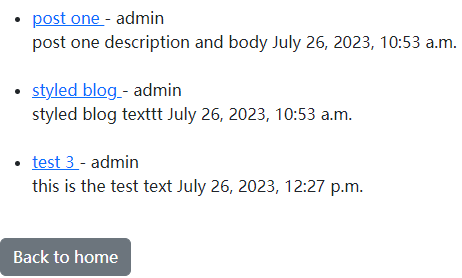 post one - admin
post one description and body July 26, 2023, 10:53 a.m.
styled blog - admin
styled blog texttt July 26, 2023, 10:53 a.m.
test 3 - admin
this is the test text July 26, 2023, 12:27 p.m.
Back to home